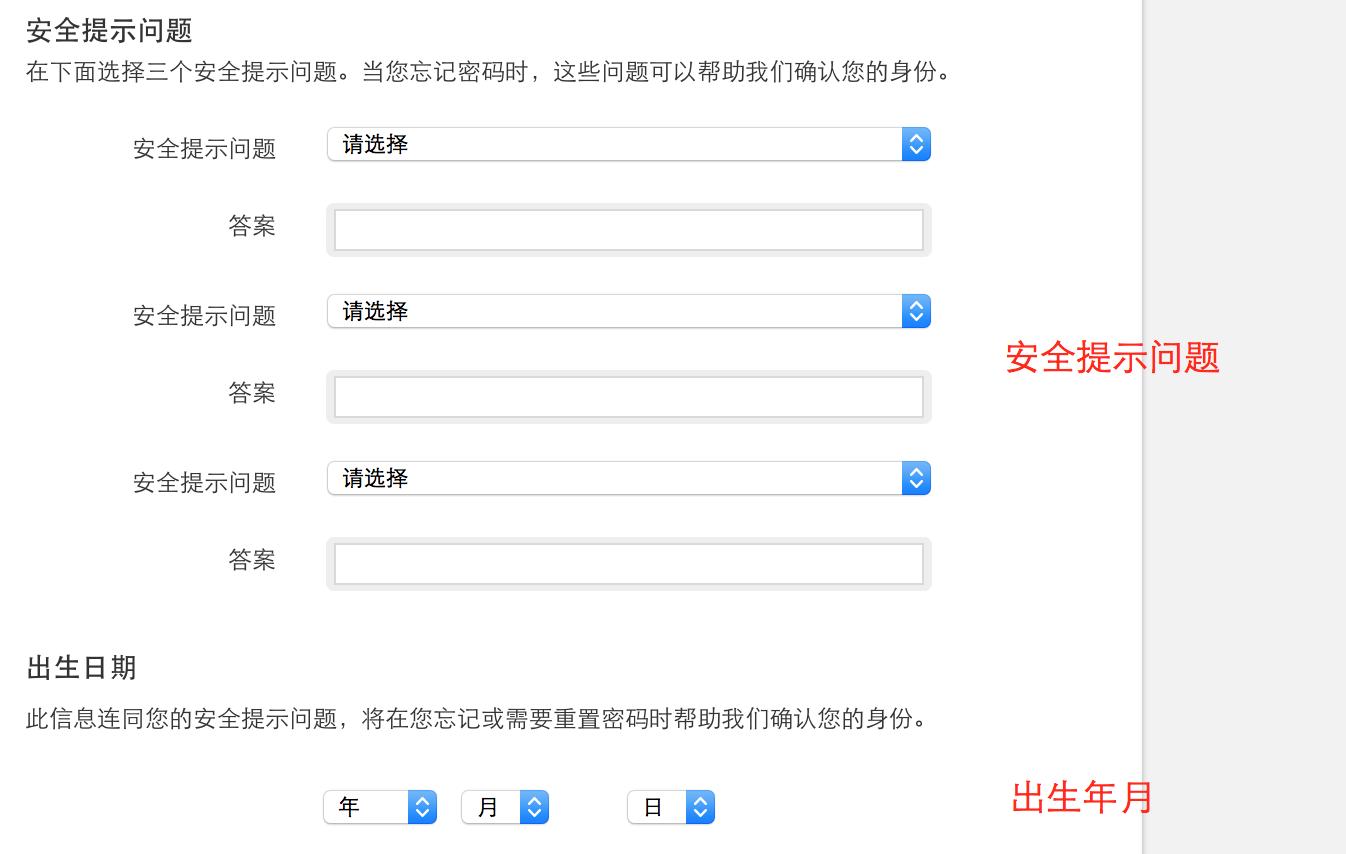 安全提示问题
在下面选择三个安全提示问题。当您忘记密码时，这些问题可以帮助我们确认您的身份。
安全提示问题 请选择
答案
安全提示问题 请选择
安全提示问题
答案
安全提示问题 请选择
答案
出生日期
此信息连同您的安全提示问题，将在您忘记或需要重置密码时帮助我们确认您的身份。
年 月 日
出生年月